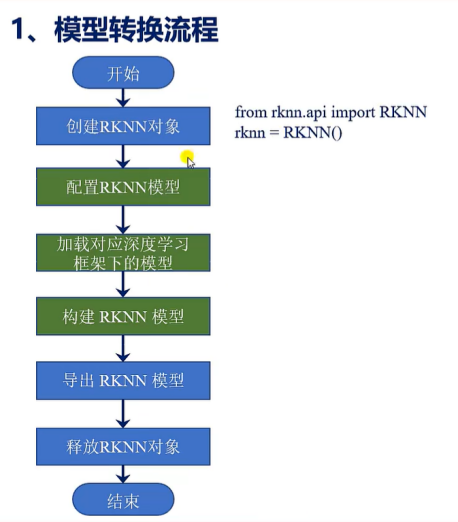 1、模型转换流程
开始
创建RKNN对象
from rknn.api import RKNN
rknn = RKNN()
配置RKNN模型
加载对应深度学习
框架下的模型
构建 RKNN 模型
导出 RKNN 模型
释放RKNN对象
结束